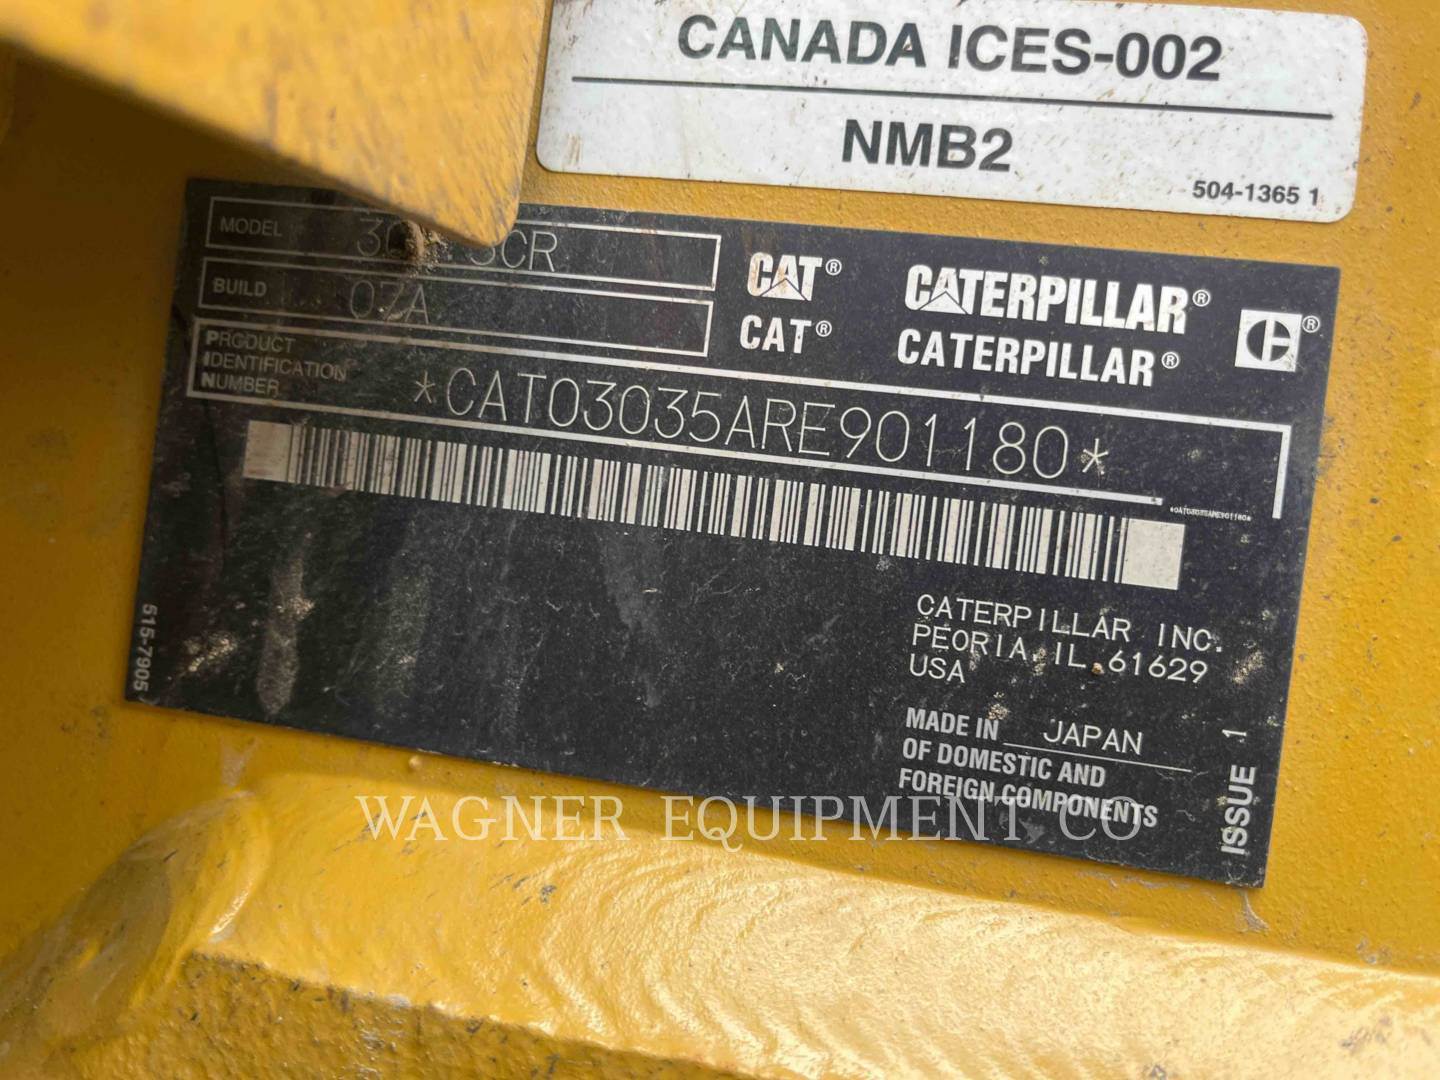 CANADA ICES-002
NMB2
504-1365 1
MODEL
BUILD 07A
PRODUCT
IDENTIFICATION
NUMBER
*CAT03035ARE901180*
CAT® CATERPILLAR® ®
CAT® CATERPILLAR®
*CAT03035ARE901180*
515-7905
CATERPILLAR INC.
PEORIA, IL. 61629
USA
MADE IN JAPAN
OF DOMESTIC AND
FOREIGN COMPONENTS
ISSUE 1
WAGNER EQUIPMENT CO